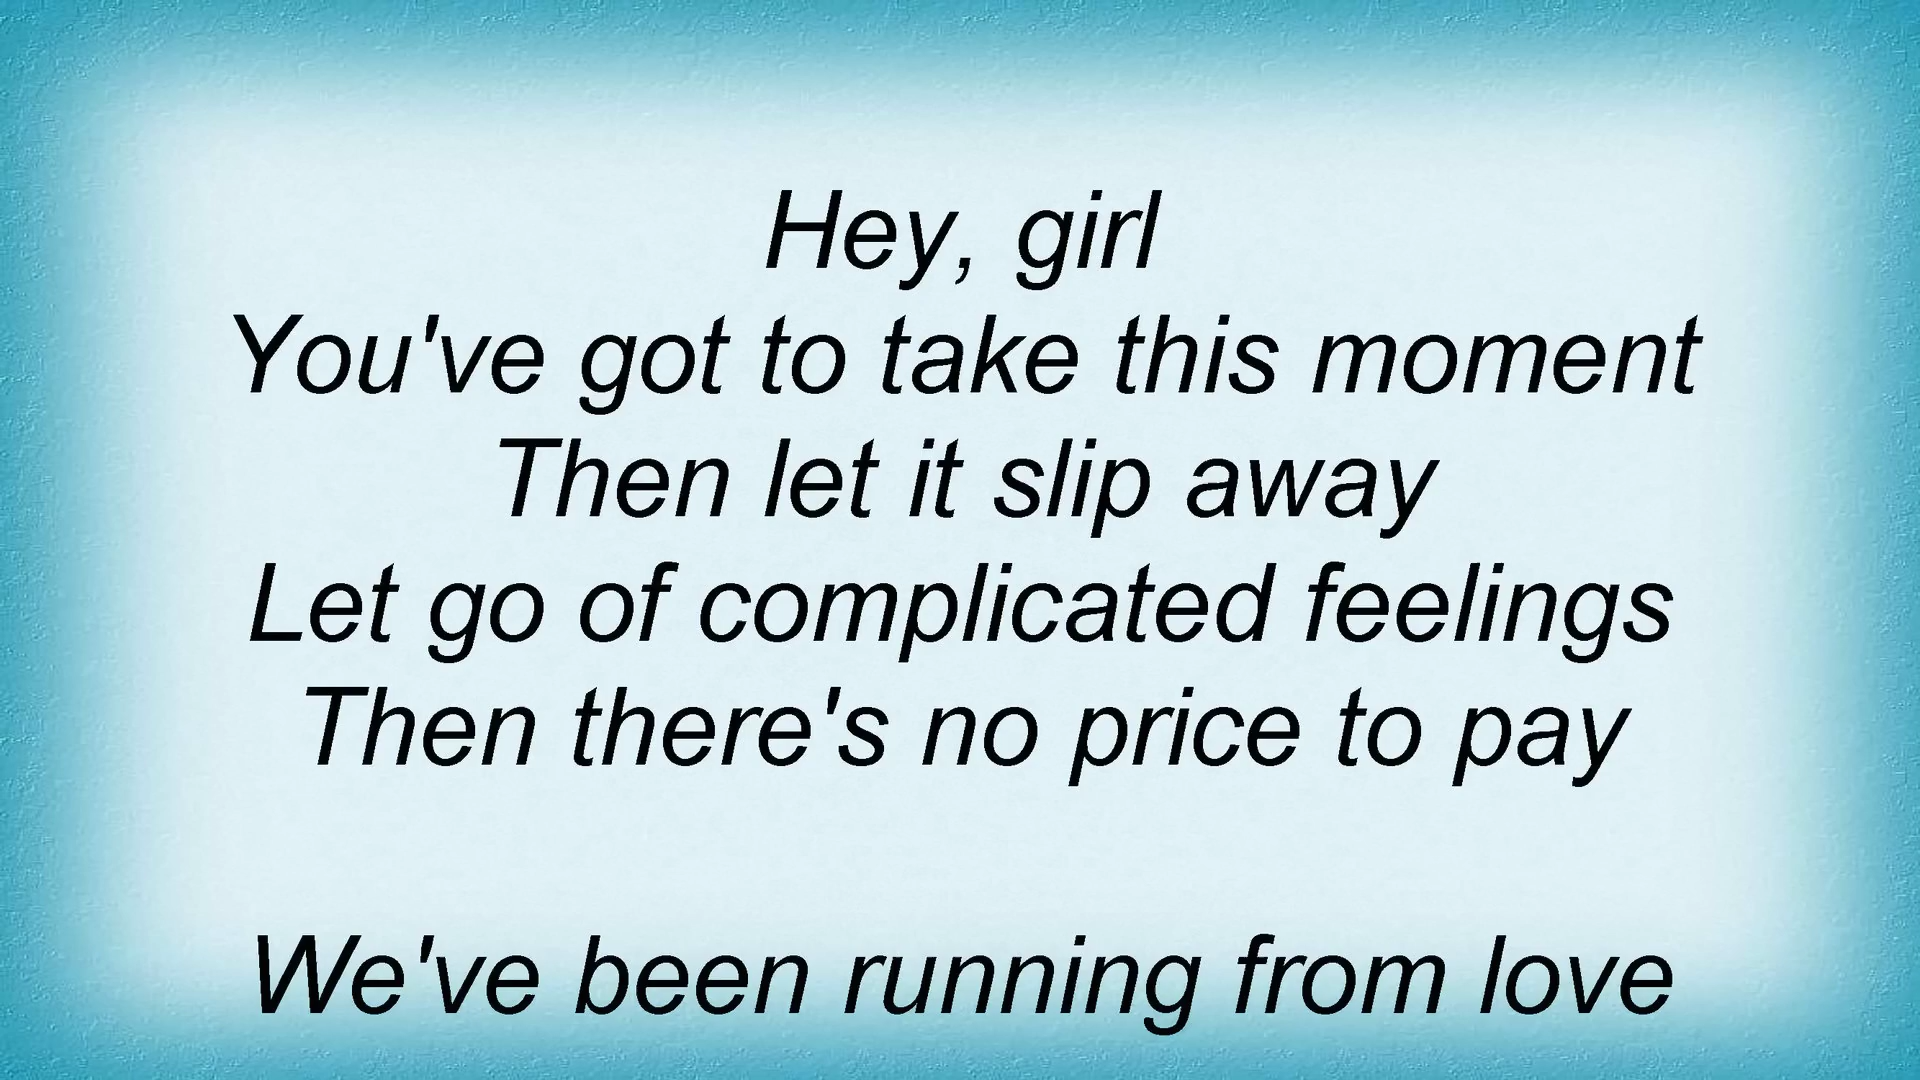 Hey, girl
You've got to take this moment
Then let it slip away
Let go of complicated feelings
Then there's no price to pay
We've been running from love